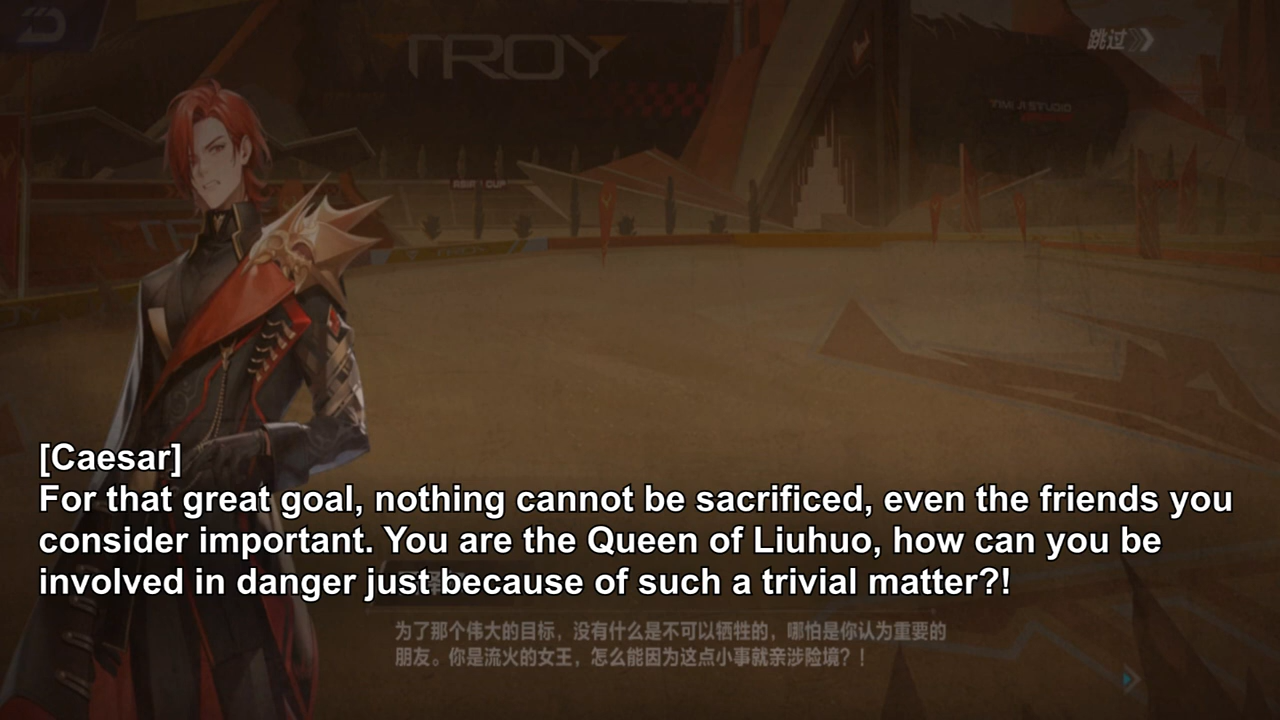 TROY
跳过
[Caesar]
For that great goal, nothing cannot be sacrificed, even the friends you
consider important. You are the Queen of Liuhuo, how can you be
involved in danger just because of such a trivial matter?!
为了那个伟大的目标，没有什么是不可以牺牲的，哪怕是你认为重要的
朋友。你是流火的女王，怎么能因为这点小事就亲涉险境？！